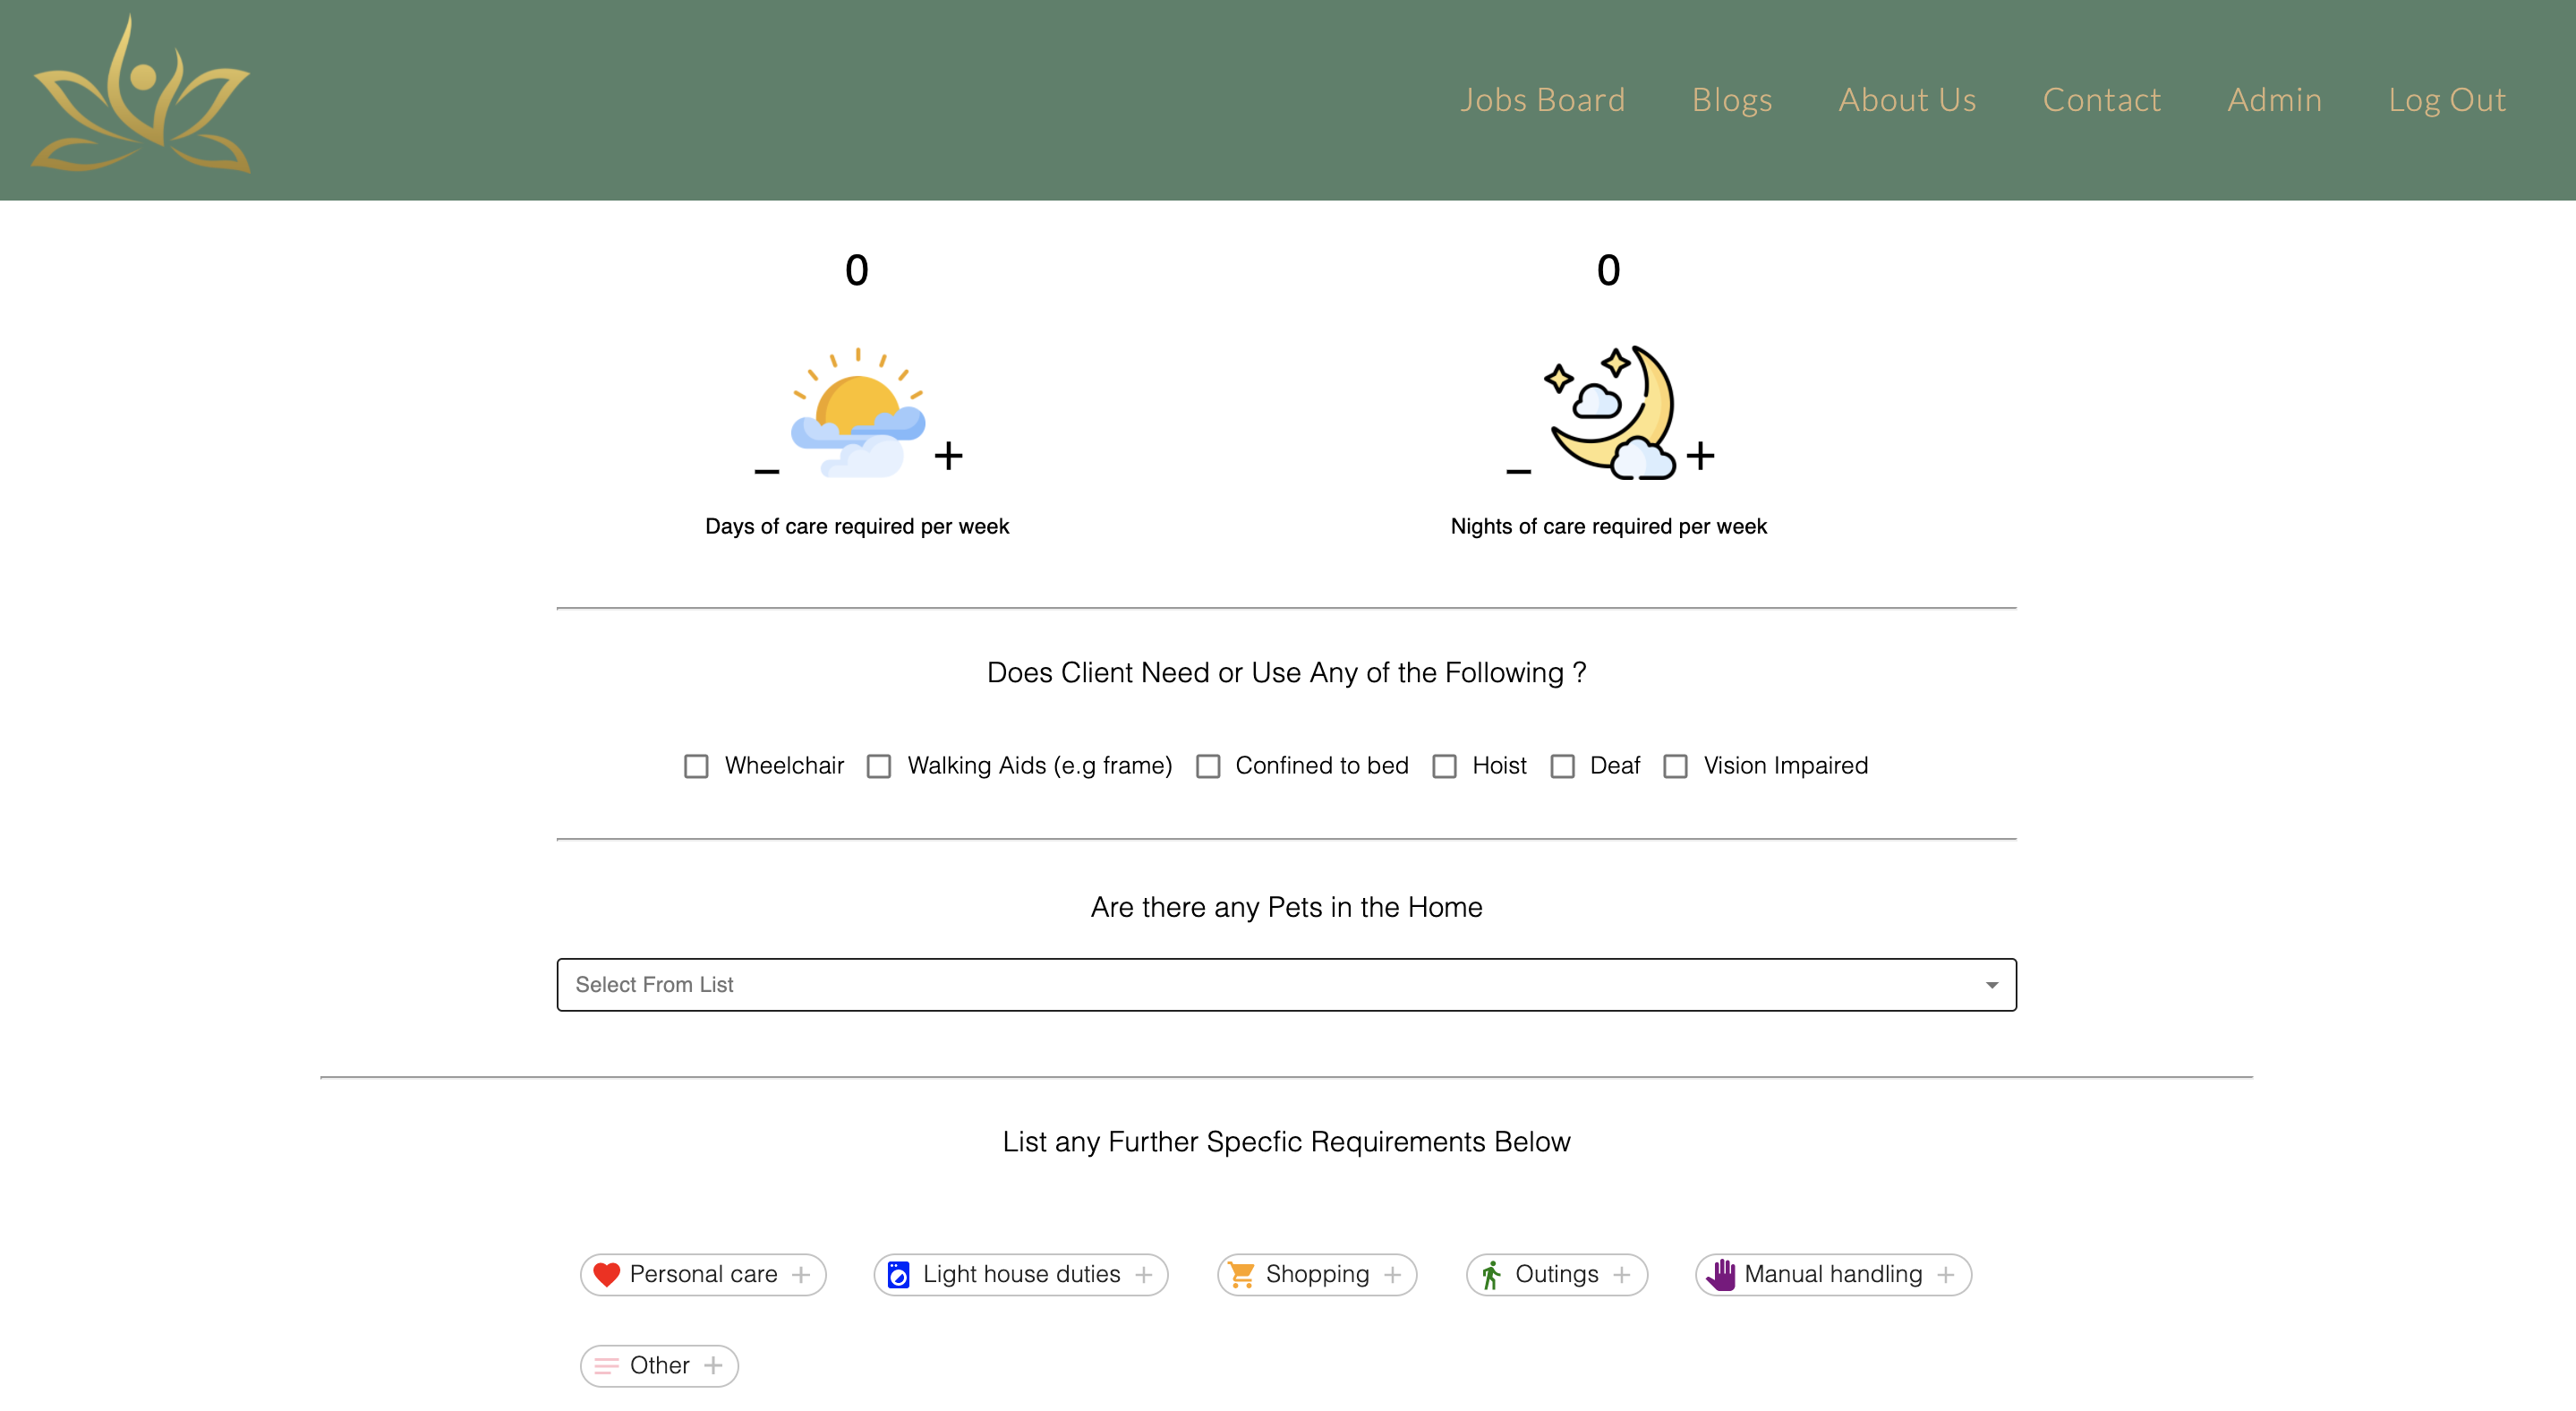 Jobs Board Blogs About Us Contact Admin Log Out
0 0
− + − +
Days of care required per week Nights of care required per week
Does Client Need or Use Any of the Following ?
Wheelchair Walking Aids (e.g frame) Confined to bed Hoist Deaf Vision Impaired
Are there any Pets in the Home
Select From List
List any Further Specfic Requirements Below
Personal care + Light house duties + Shopping + Outings + Manual handling +
Other +